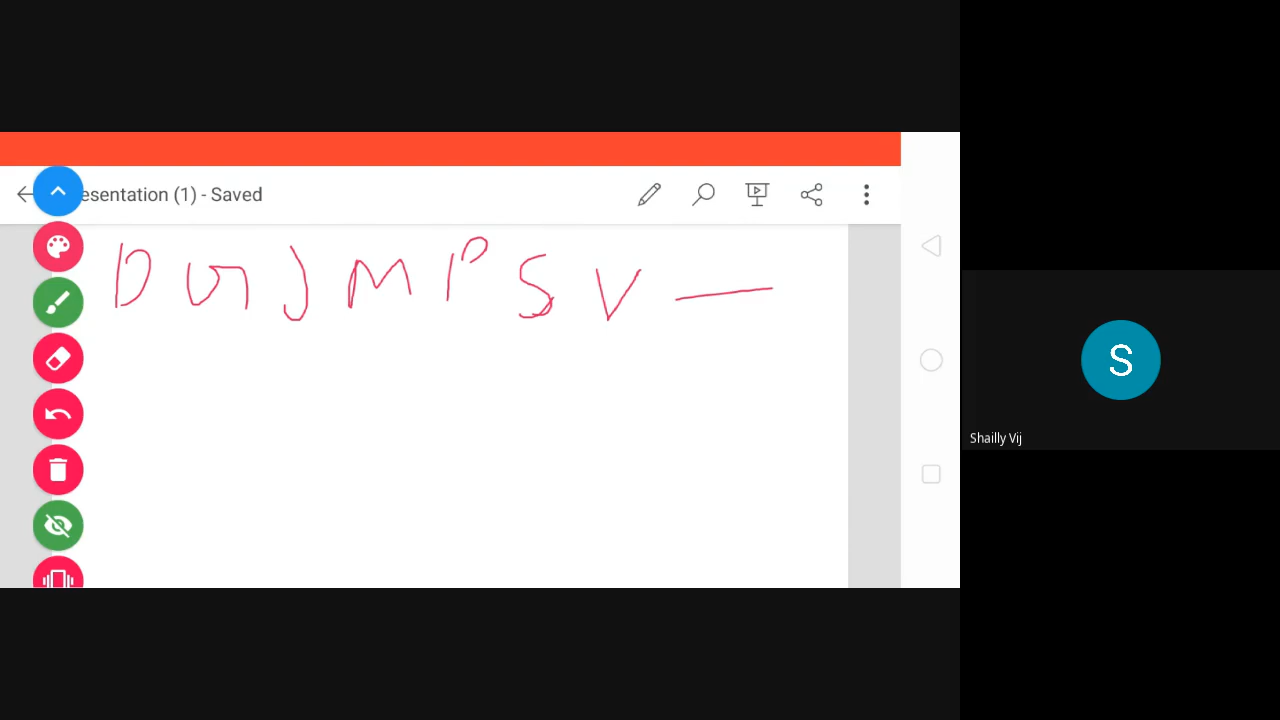 esentation (1) - Saved
D G J M P S V —
S
Shailly Vij